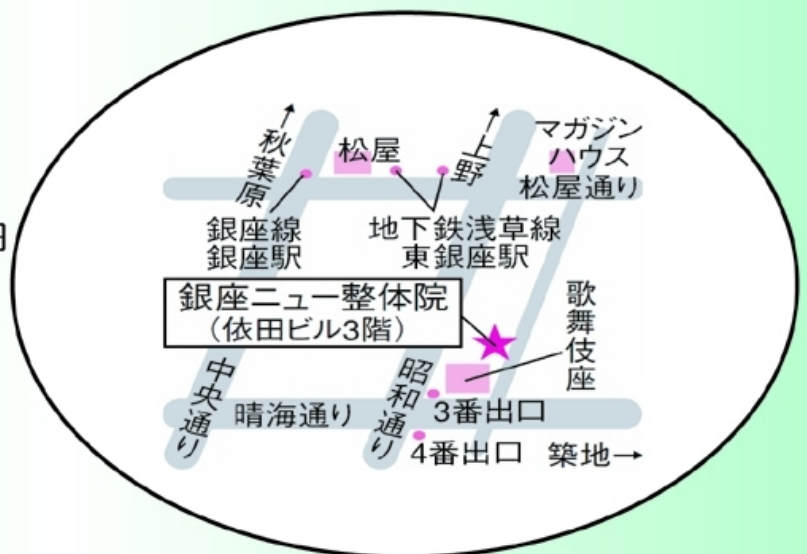 ↑秋葉原
松屋
↑上野
マガジン
ハウス
松屋通り
銀座線
銀座駅
地下鉄浅草線
東銀座駅
銀座ニュー整体院
(依田ビル3階)
歌舞伎座
中央通り
晴海通り
昭和通り
3番出口
4番出口
築地→